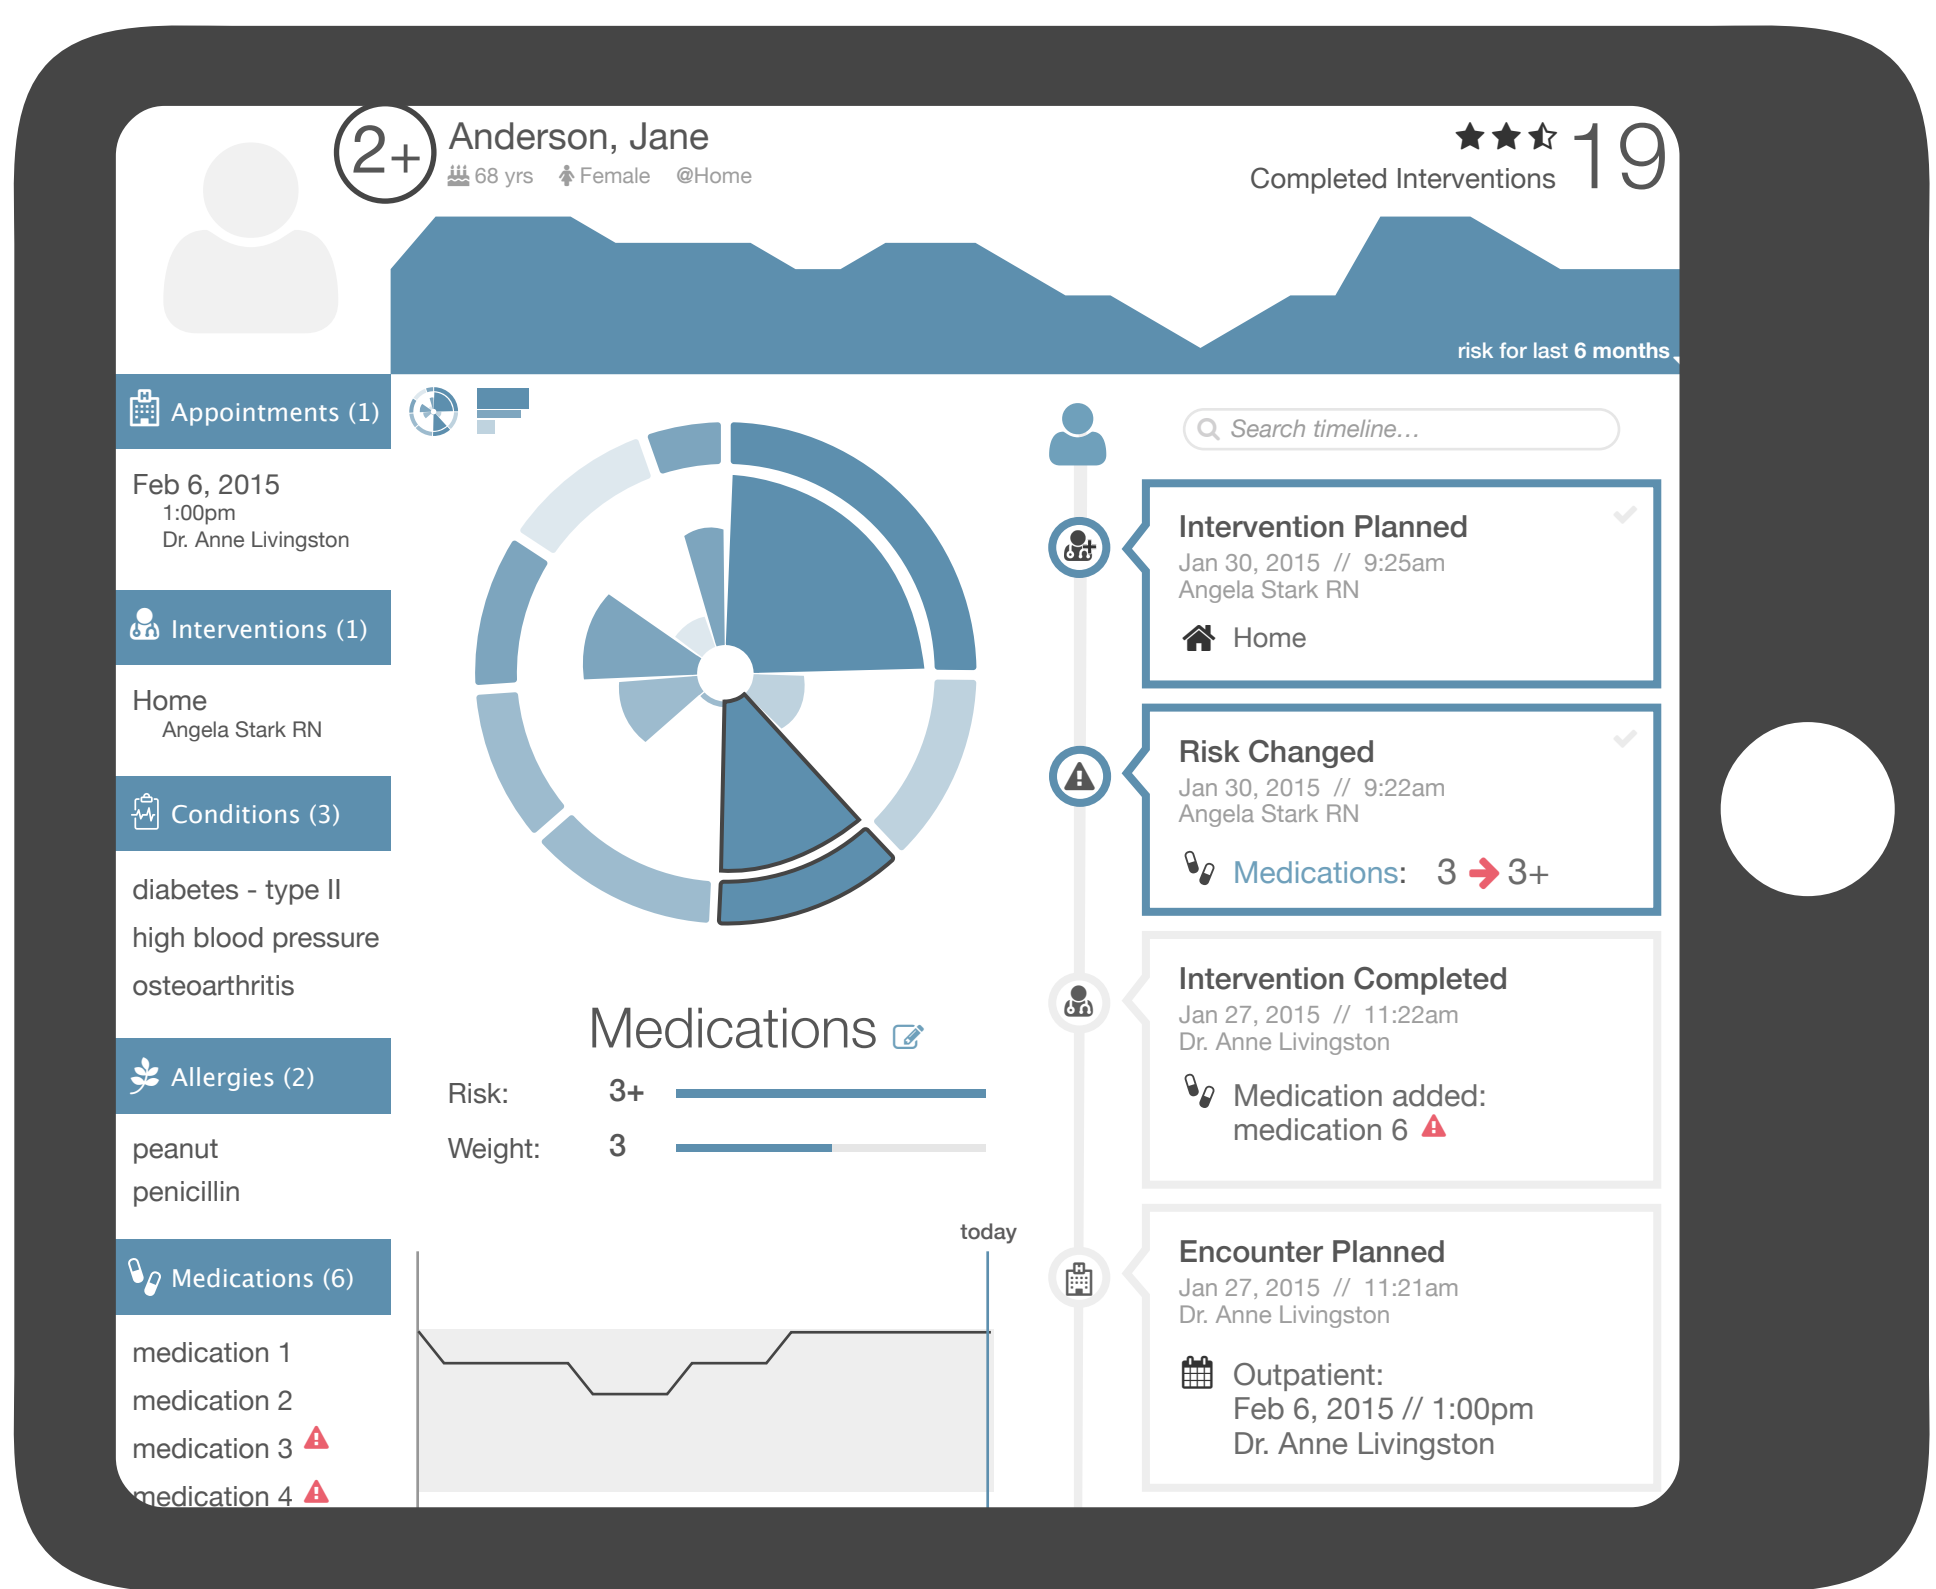 2+
Anderson, Jane
68 yrs Female @Home
19
Completed Interventions
risk for last 6 months
Appointments (1)
Feb 6, 2015
1:00pm
Dr. Anne Livingston
Interventions (1)
Home
Angela Stark RN
Conditions (3)
diabetes - type II
high blood pressure
osteoarthritis
Allergies (2)
peanut
penicillin
Medications (6)
medication 1
medication 2
medication 3
medication 4
Medications
Risk: 3+
Weight: 3
today
Search timeline...
Intervention Planned
Jan 30, 2015 // 9:25am
Angela Stark RN
Home
Risk Changed
Jan 30, 2015 // 9:22am
Angela Stark RN
Medications: 3 3+
Intervention Completed
Jan 27, 2015 // 11:22am
Dr. Anne Livingston
Medication added:
medication 6
Encounter Planned
Jan 27, 2015 // 11:21am
Dr. Anne Livingston
Outpatient:
Feb 6, 2015 // 1:00pm
Dr. Anne Livingston